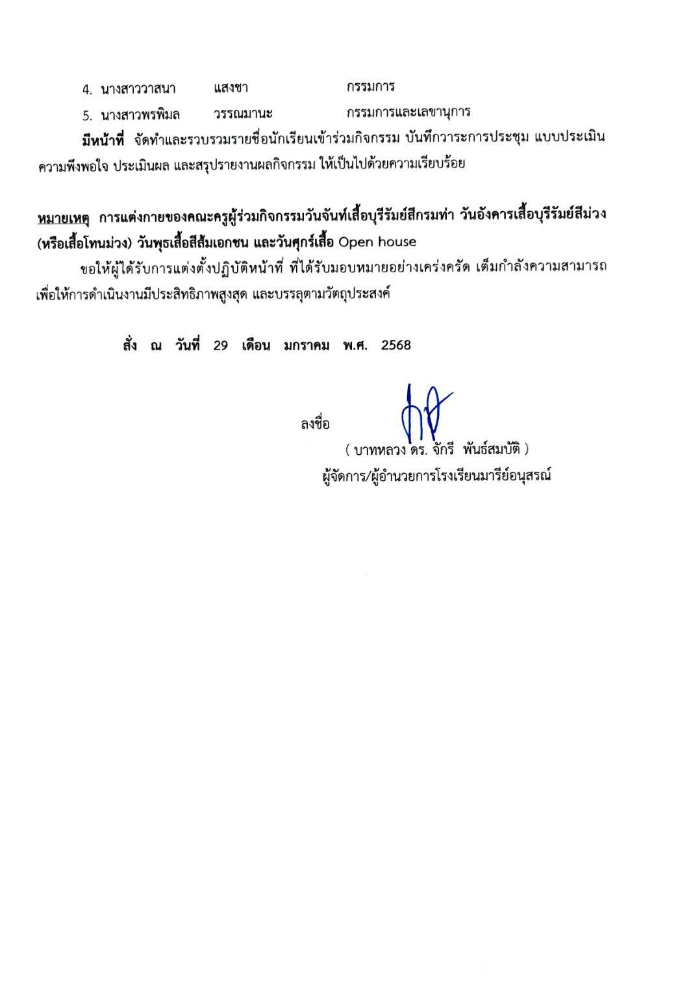 4. นางสาววาสนา แสงชา กรรมการ
5. นางสาวพรพิมล วรรณมานะ กรรมการและเลขานุการ
มีหน้าที่ จัดทำและรวบรวมรายชื่อนักเรียนเข้าร่วมกิจกรรม บันทึกวาระการประชุม แบบประเมิน
ความพึงพอใจ ประเมินผล และสรุปรายงานผลกิจกรรม ให้เป็นไปด้วยความเรียบร้อย
หมายเหตุ การแต่งกายของคณะครูผู้ร่วมกิจกรรมวันจันท์เสื้อบุรีรัมย์สีกรมท่า วันอังคารเสื้อบุรีรัมย์สีม่วง
(หรือเสื้อโทนม่วง) วันพุธเสื้อสีส้มเอกชน และวันศุกร์เสื้อ Open house
ขอให้ผู้ได้รับการแต่งตั้งปฏิบัติหน้าที่ ที่ได้รับมอบหมายอย่างเคร่งครัด เต็มกำลังความสามารถ
เพื่อให้การดำเนินงานมีประสิทธิภาพสูงสุด และบรรลุตามวัตถุประสงค์
สั่ง ณ วันที่ 29 เดือน มกราคม พ.ศ. 2568
ลงชื่อ
( บาทหลวง ดร. จักรี พันธ์สมบัติ )
ผู้จัดการ/ผู้อำนวยการโรงเรียนมารีย์อนุสรณ์